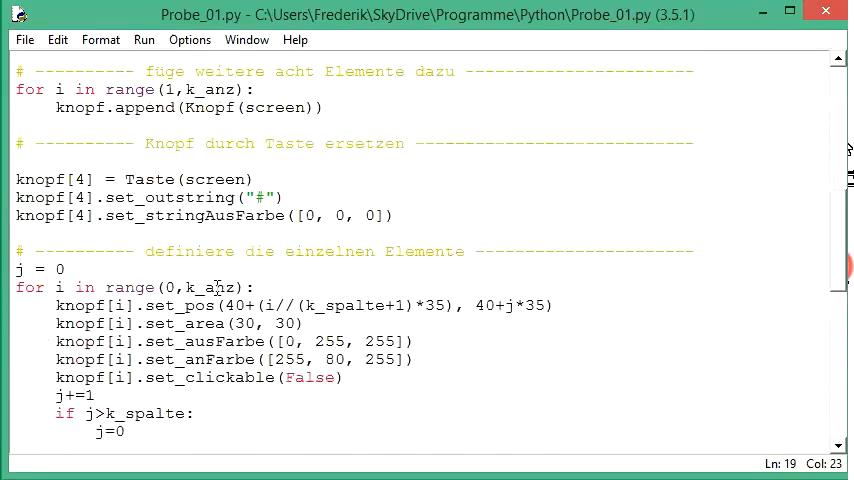 Probe_01.py - C:\Users\Frederik\SkyDrive\Programme\Python\Probe_01.py (3.5.1)
File Edit Format Run Options Window Help
# ---------- füge weitere acht Elemente dazu -----------------------
for i in range(1,k_anz):
    knopf.append(Knopf(screen))
# ---------- Knopf durch Taste ersetzen ----------------------------
knopf[4] = Taste(screen)
knopf[4].set_outstring("#")
knopf[4].set_stringAusFarbe([0, 0, 0])
# ---------- definiere die einzelnen Elemente ----------------------
j = 0
for i in range(0,k_anz):
    knopf[i].set_pos(40+(i//(k_spalte+1)*35), 40+j*35)
    knopf[i].set_area(30, 30)
    knopf[i].set_ausFarbe([0, 255, 255])
    knopf[i].set_anFarbe([255, 80, 255])
    knopf[i].set_clickable(False)
    j+=1
    if j>k_spalte:
        j=0
Ln: 19 Col: 23